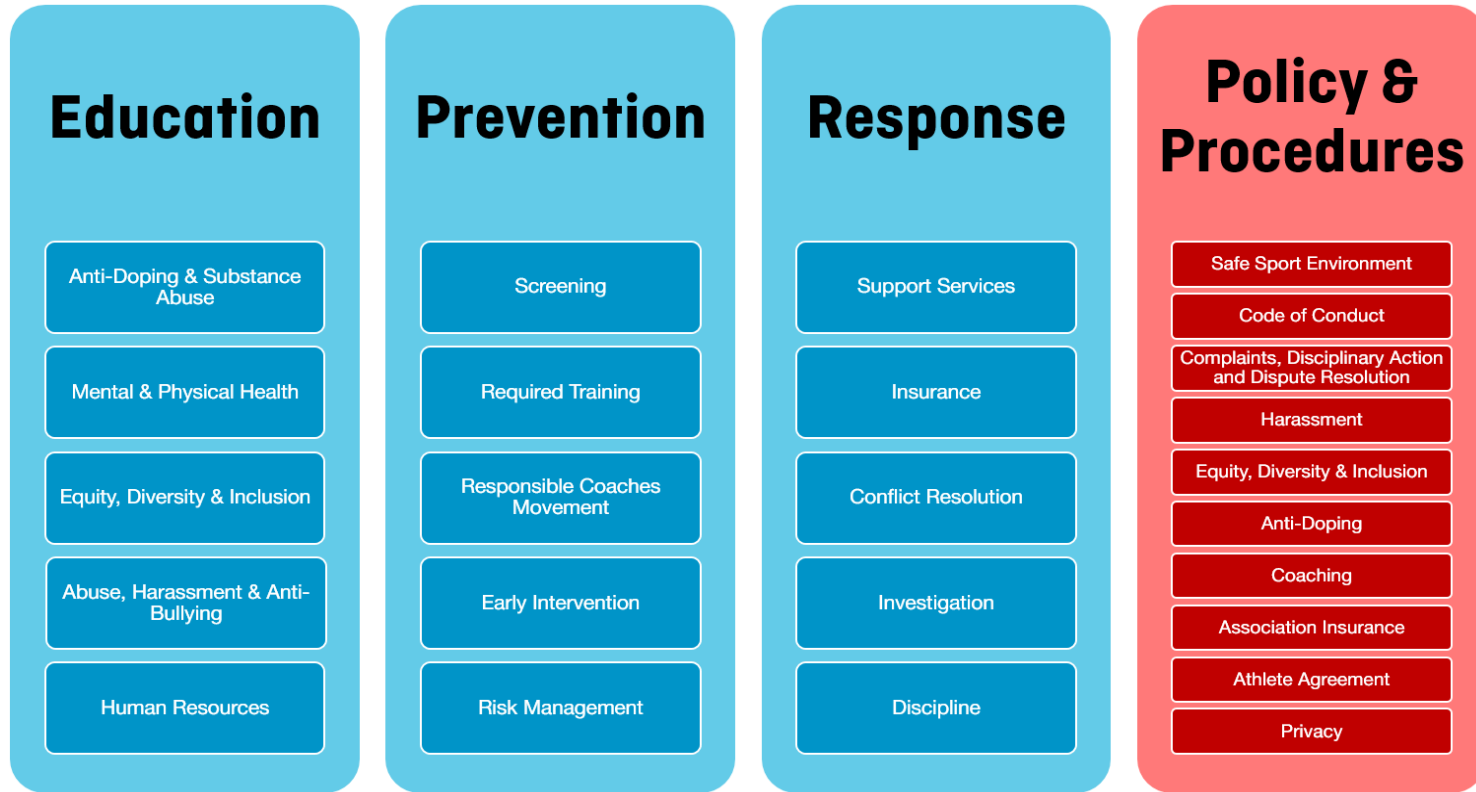 Education
Anti-Doping & Substance
Abuse
Mental & Physical Health
Equity, Diversity & Inclusion
Abuse, Harassment & Anti-
Bullying
Human Resources
Prevention
Screening
Required Training
Responsible Coaches
Movement
Early Intervention
Risk Management
Response
Support Services
Insurance
Conflict Resolution
Investigation
Discipline
Policy &
Procedures
Safe Sport Environment
Code of Conduct
Complaints, Disciplinary Action
and Dispute Resolution
Harassment
Equity, Diversity & Inclusion
Anti-Doping
Coaching
Association Insurance
Athlete Agreement
Privacy